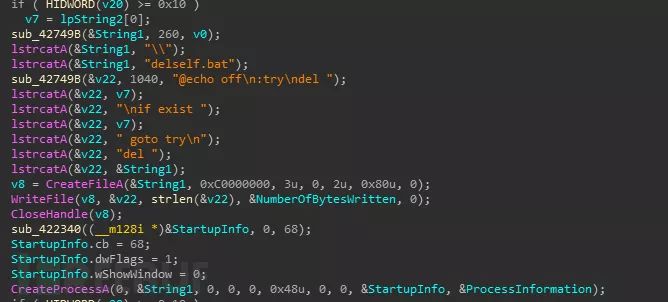 if ( HIDWORD(v20) >= 0x10 )
v7 = lpString2[0];
sub_42749B(&String1, 260, v0);
lstrcatA(&String1, "\\");
lstrcatA(&String1, "delself.bat");
sub_42749B(&v22, 1040, "@echo off\n:try\ndel ");
lstrcatA(&v22, v7);
lstrcatA(&v22, "\nif exist ");
lstrcatA(&v22, v7);
lstrcatA(&v22, " goto try\n");
lstrcatA(&v22, "del ");
lstrcatA(&v22, &String1);
v8 = CreateFileA(&String1, 0xC0000000, 3u, 0, 2u, 0x80u, 0);
WriteFile(v8, &v22, strlen(&v22), &NumberOfBytesWritten, 0);
CloseHandle(v8);
sub_422340((__m128i *)&StartupInfo, 0, 68);
StartupInfo.cb = 68;
StartupInfo.dwFlags = 1;
StartupInfo.wShowWindow = 0;
CreateProcessA(0, &String1, 0, 0, 0, 0x48u, 0, 0, &StartupInfo, &ProcessInformation);